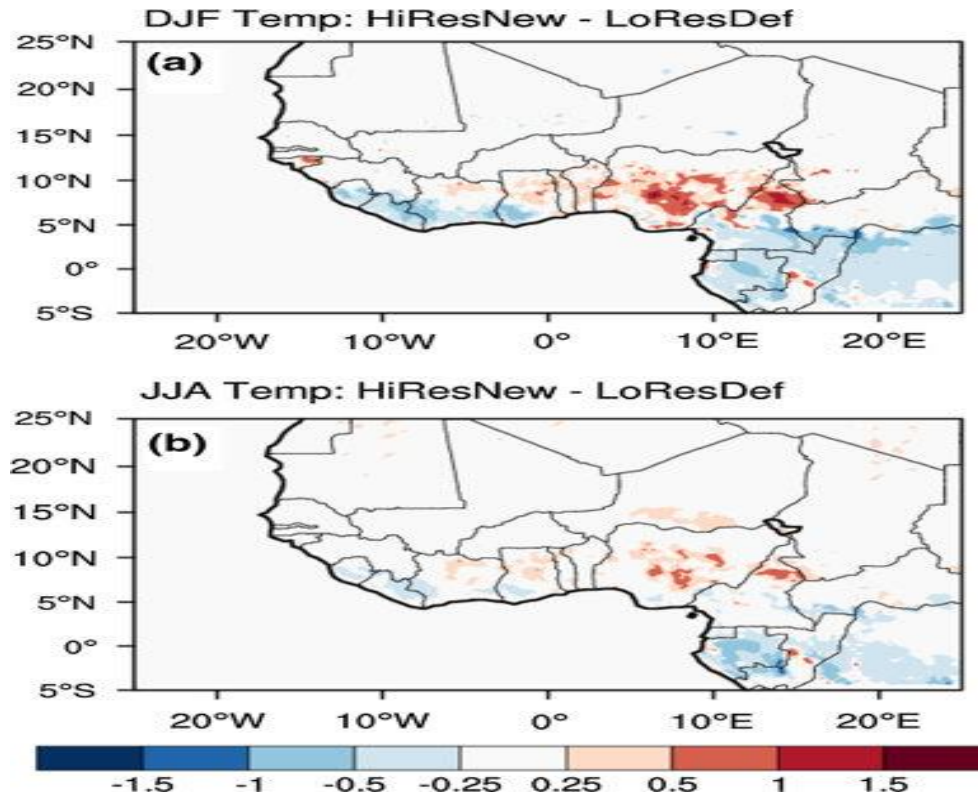 DJF Temp: HiResNew - LoResDef
(a)
25°N
20°N
15°N
10°N
5°N
0°
5°S
20°W 10°W 0° 10°E 20°E
JJA Temp: HiResNew - LoResDef
(b)
25°N
20°N
15°N
10°N
5°N
0°
5°S
20°W 10°W 0° 10°E 20°E
-1.5 -1 -0.5 -0.25 0.25 0.5 1 1.5